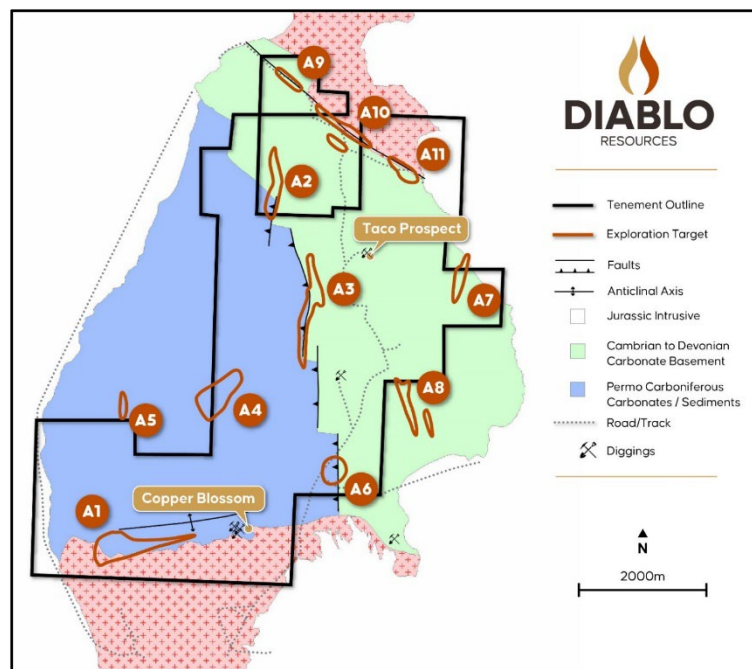 A9
A10
A11
A2
Taco Prospect
A3
A7
A8
A4
A5
A6
Copper Blossom
A1
DIABLO
RESOURCES
Tenement Outline
Exploration Target
Faults
Anticlinal Axis
Jurassic Intrusive
Cambrian to Devonian
Carbonate Basement
Permo Carboniferous
Carbonates / Sediments
Road/Track
Diggings
N
2000m